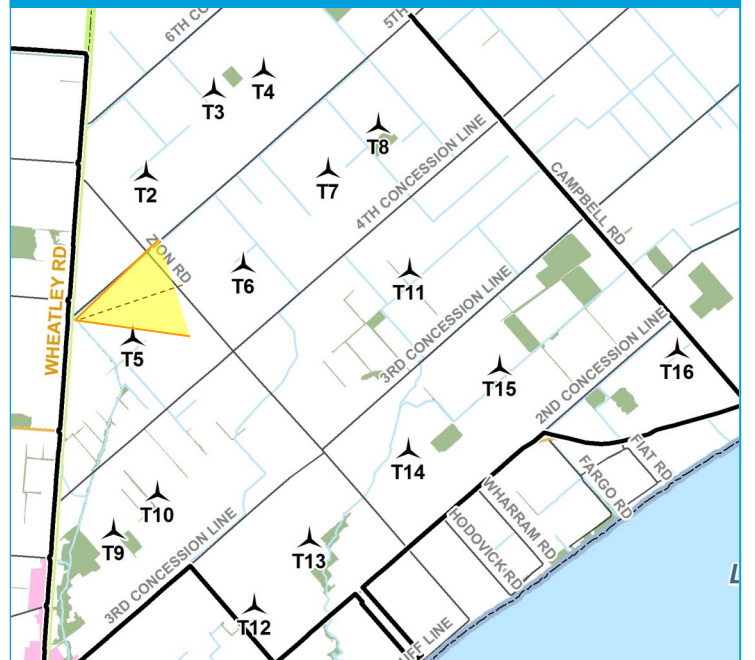 6TH CO
5TH
T4
T3
T8
T2
T7
4TH CONCESSION LINE
CAMPBELL RD
ZION RD
T6
T11
WHEATLEY RD
T5
3RD CONCESSION LINE
T15
2ND CONCESSION LINE
T16
T14
FIAT RD
FARGO RD
WHARRAM RD
HODOVICK RD
T10
T9
3RD CONCESSION LINE
T13
T12
UFF LINE
L